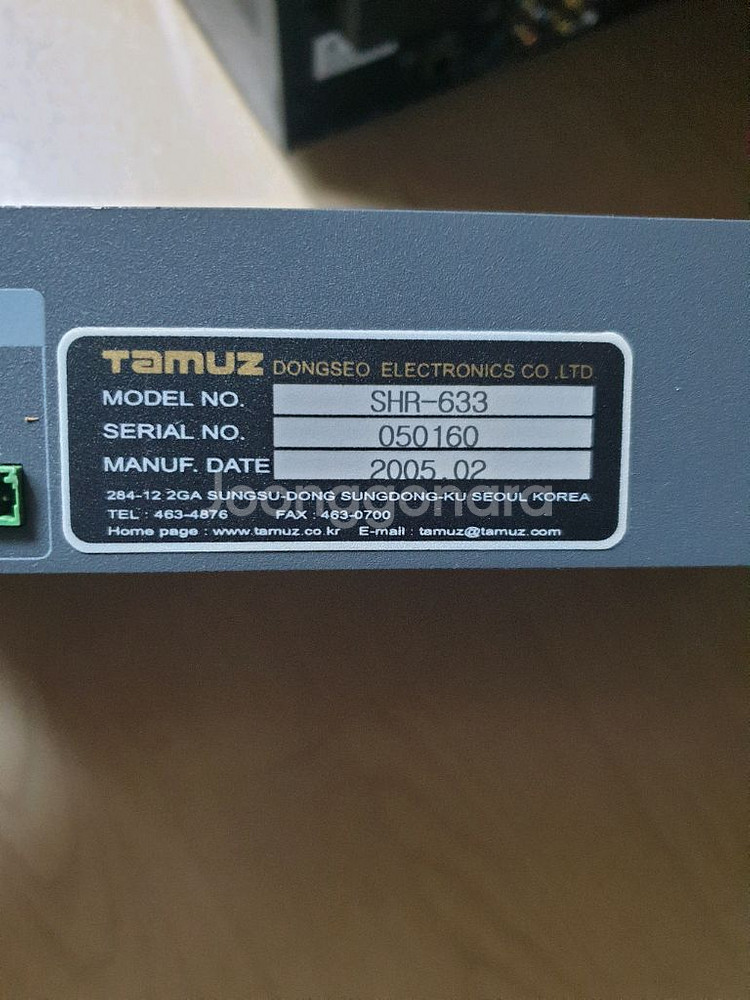 TAMUZ DONGSEO ELECTRONICS CO.,LTD
MODEL NO. SHR-633
SERIAL NO. 050160
MANUF. DATE 2005.02
284-12 2GA SUNGSU-DONG SUNGDONG-KU SEOUL KOREA
Joonggonara
TEL : 463-4876 FAX : 463-0700
Home page : www.tamuz.co.kr E-mail : tamuz@tamuz.com